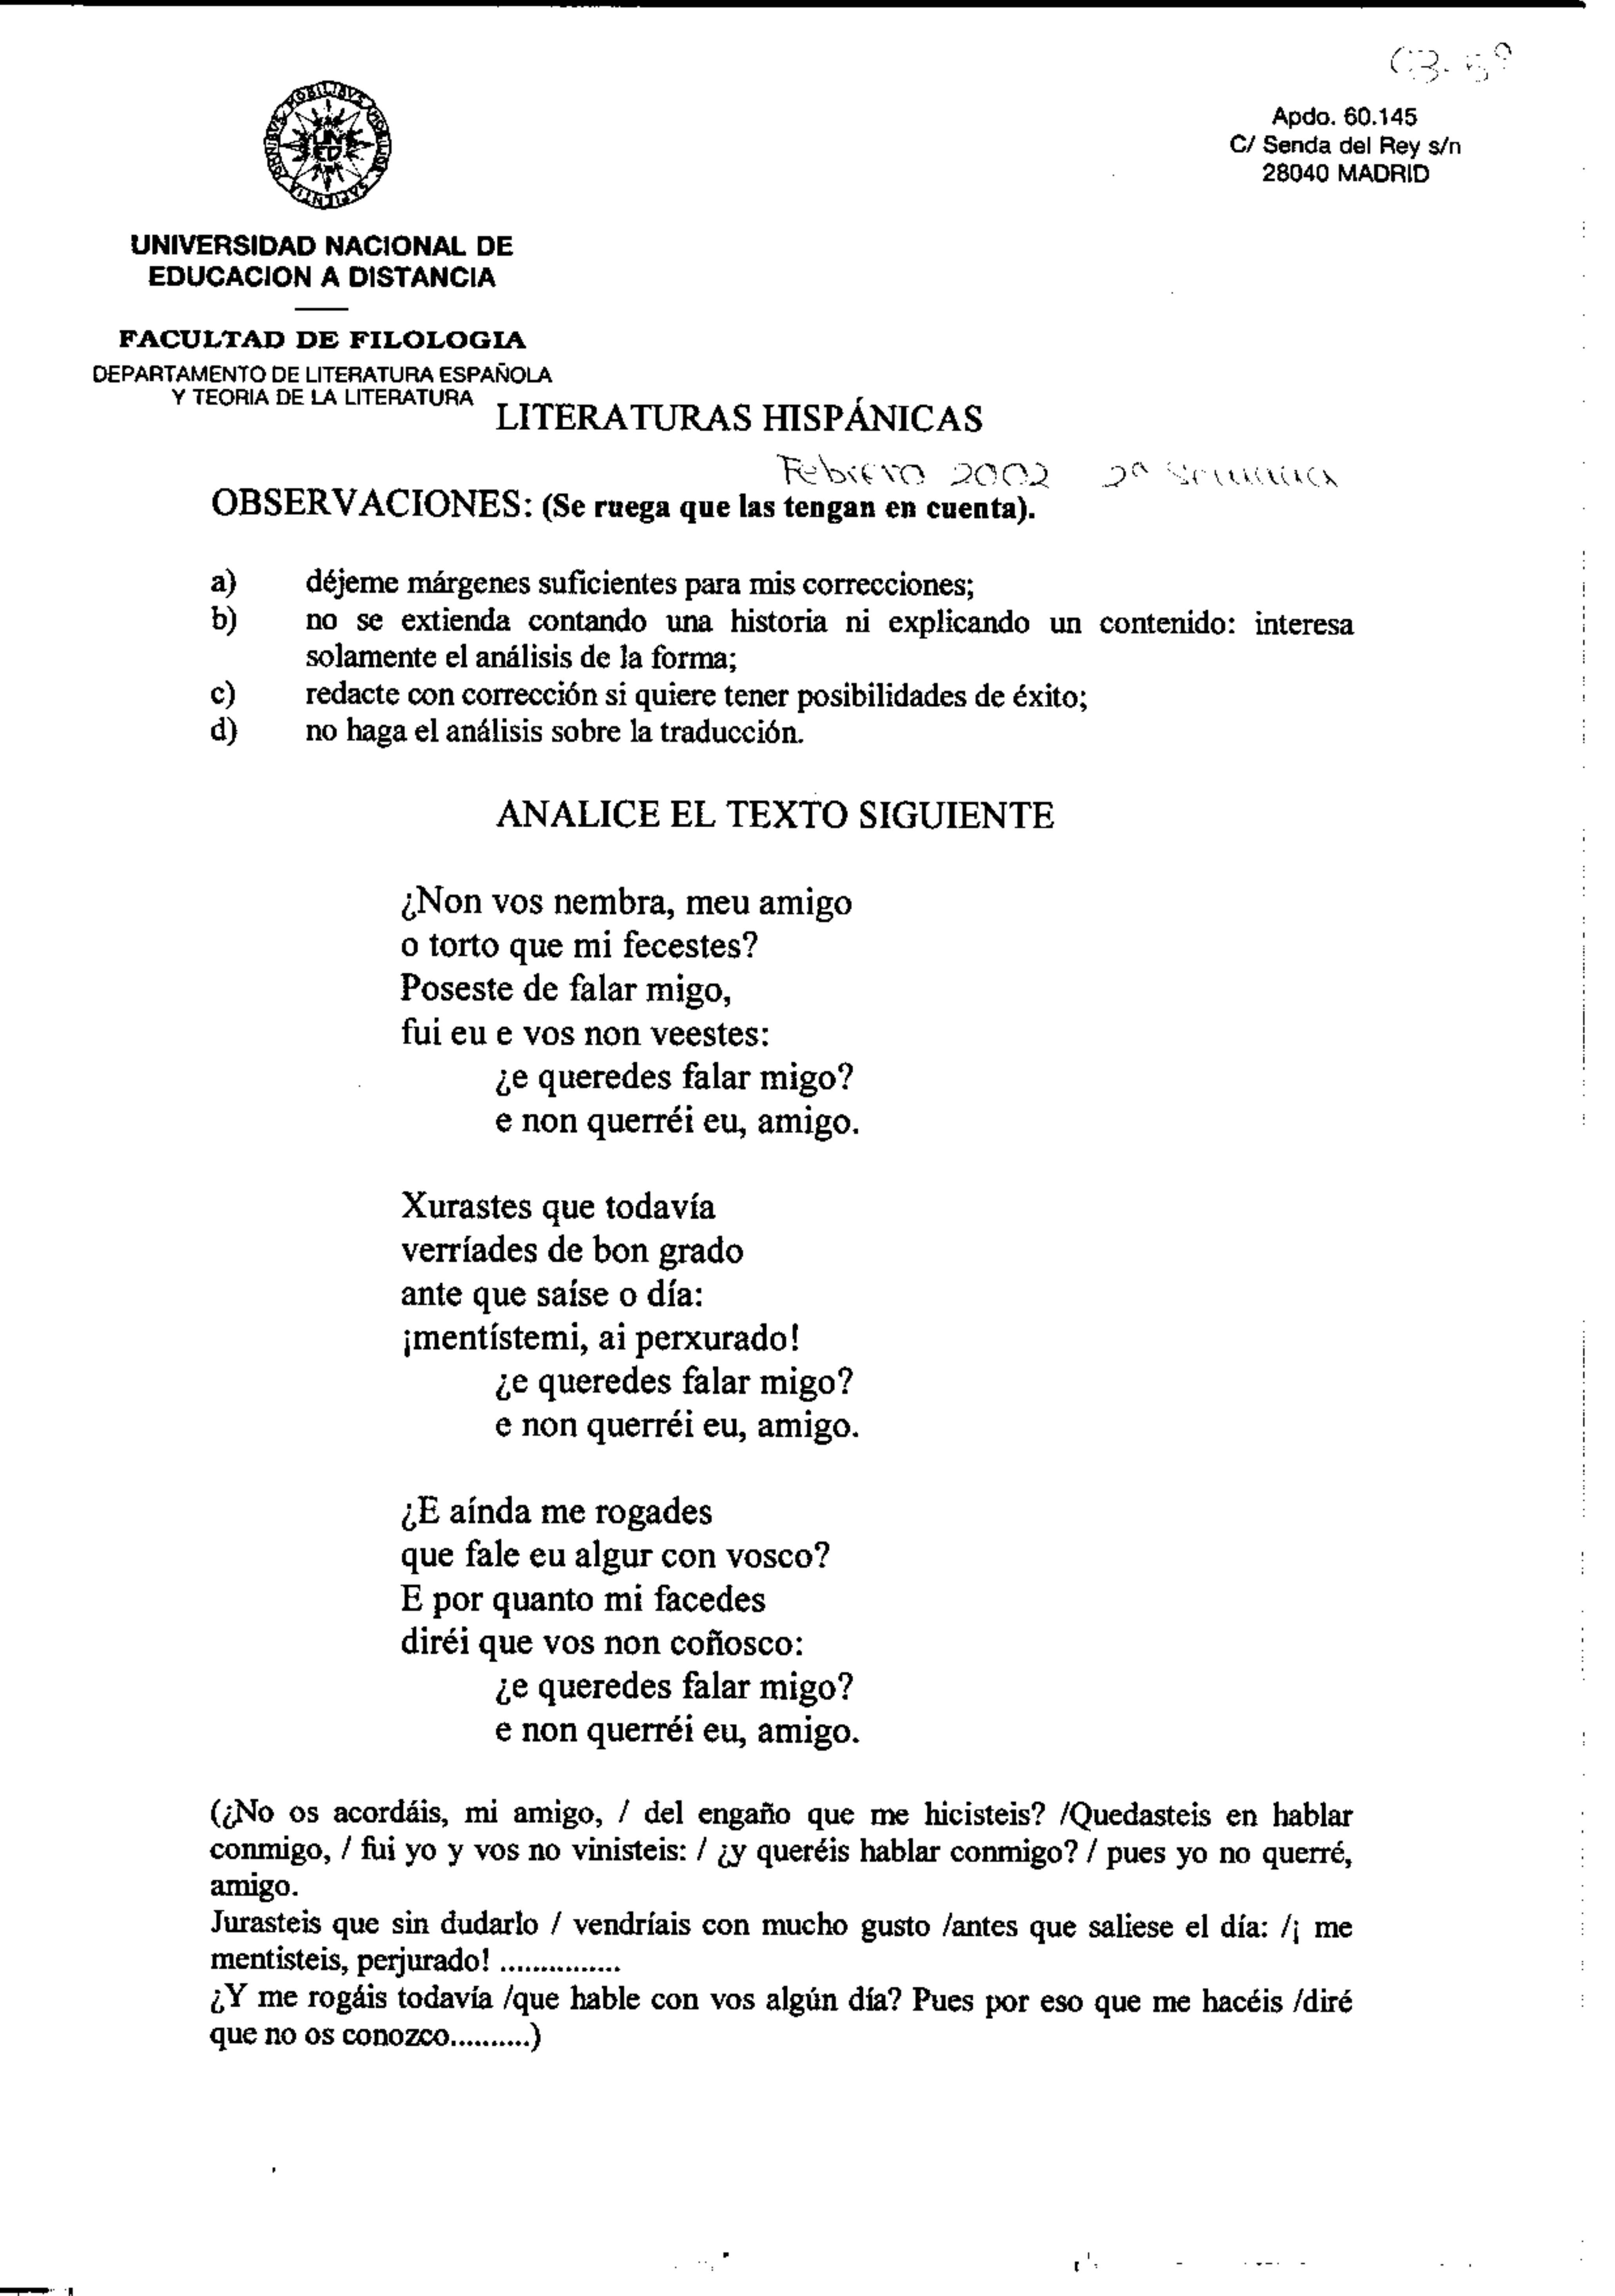 Apdo. 60.145
C/ Senda del Rey s/n
28040 MADRID
UNED
UNIVERSIDAD NACIONAL DE
EDUCACION A DISTANCIA
FACULTAD DE FILOLOGIA
DEPARTAMENTO DE LITERATURA ESPAÑOLA
Y TEORIA DE LA LITERATURA
LITERATURAS HISPÁNICAS
Febrero 2002 2ª semana
OBSERVACIONES: (Se ruega que las tengan en cuenta).
a) déjeme márgenes suficientes para mis correcciones;
b) no se extienda contando una historia ni explicando un contenido: interesa
solamente el análisis de la forma;
c) redacte con corrección si quiere tener posibilidades de éxito;
d) no haga el análisis sobre la traducción.
ANALICE EL TEXTO SIGUIENTE
¿Non vos nembra, meu amigo
o torto que mi fecestes?
Poseste de falar migo,
fui eu e vos non veestes:
¿e queredes falar migo?
e non querréi eu, amigo.
Xurastes que todavía
verríades de bon grado
ante que saíse o día:
¡mentístemi, ai perxurado!
¿e queredes falar migo?
e non querréi eu, amigo.
¿E aínda me rogades
que fale eu algur con vosco?
E por quanto mi facedes
diréi que vos non coñosco:
¿e queredes falar migo?
e non querréi eu, amigo.
(¿No os acordáis, mi amigo, / del engaño que me hicisteis? /Quedasteis en hablar
conmigo, / fui yo y vos no vinisteis: / ¿y queréis hablar conmigo? / pues yo no querré,
amigo.
Jurasteis que sin dudarlo / vendríais con mucho gusto /antes que saliese el día: /¡ me
mentisteis, perjurado! ...............
¿Y me rogáis todavía /que hable con vos algún día? Pues por eso que me hacéis /diré
que no os conozco..........)